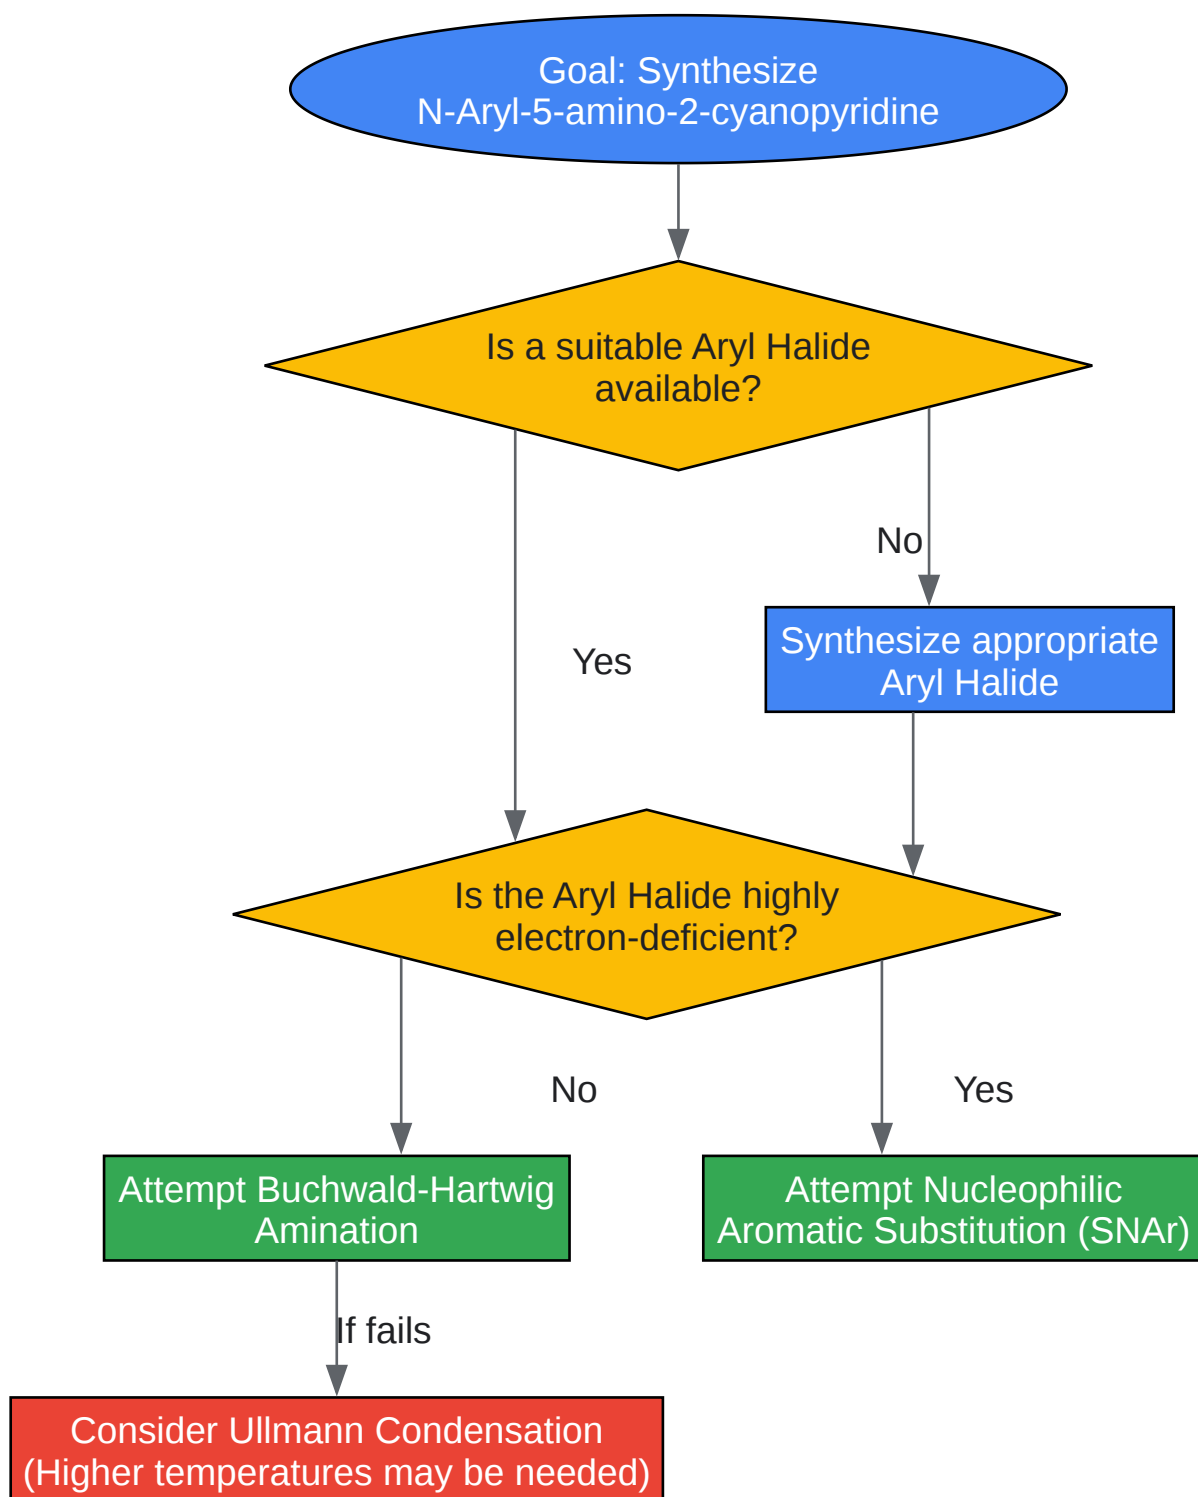 Goal: Synthesize
N-Aryl-5-amino-2-cyanopyridine
Is a suitable Aryl Halide
available?
No
Synthesize appropriate
Aryl Halide
Yes
Is the Aryl Halide highly
electron-deficient?
No
Yes
Attempt Buchwald-Hartwig
Amination
Attempt Nucleophilic
Aromatic Substitution (SNAr)
If fails
Consider Ullmann Condensation
(Higher temperatures may be needed)